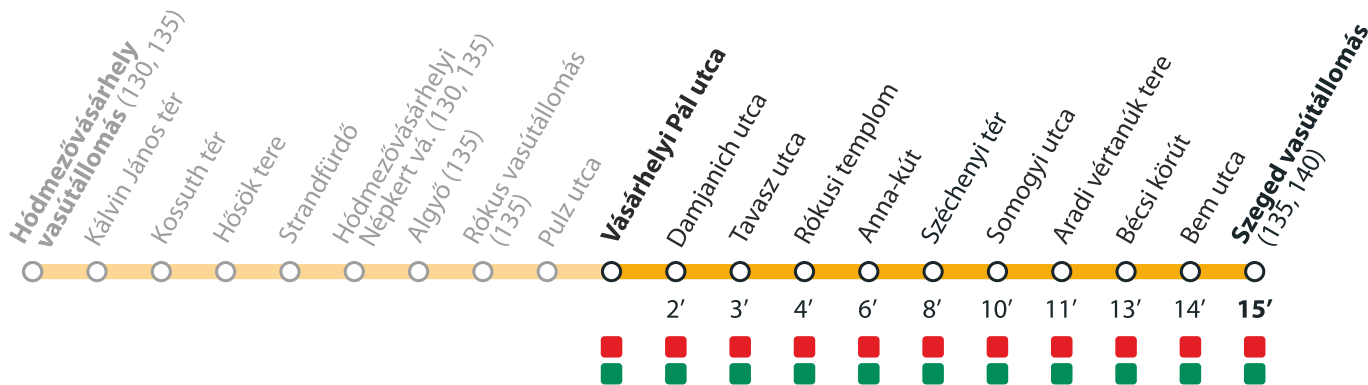 Hódmezővásárhely
vasútállomás (130, 135)
Kálvin János tér
Kossuth tér
Hősök tere
Strandfürdő
Hódmezővásárhelyi
Népkert vá. (130, 135)
Algyő (135)
Rókus vasútállomás
(135)
Pulz utca
Vásárhelyi Pál utca
Damjanich utca
Tavasz utca
Rókusi templom
Anna-kút
Széchenyi tér
Somogyi utca
Aradi vértanúk tere
Bécsi körút
Bem utca
Szeged vasútállomás
(135, 140)
2’ 3’ 4’ 6’ 8’ 10’ 11’ 13’ 14’ 15’